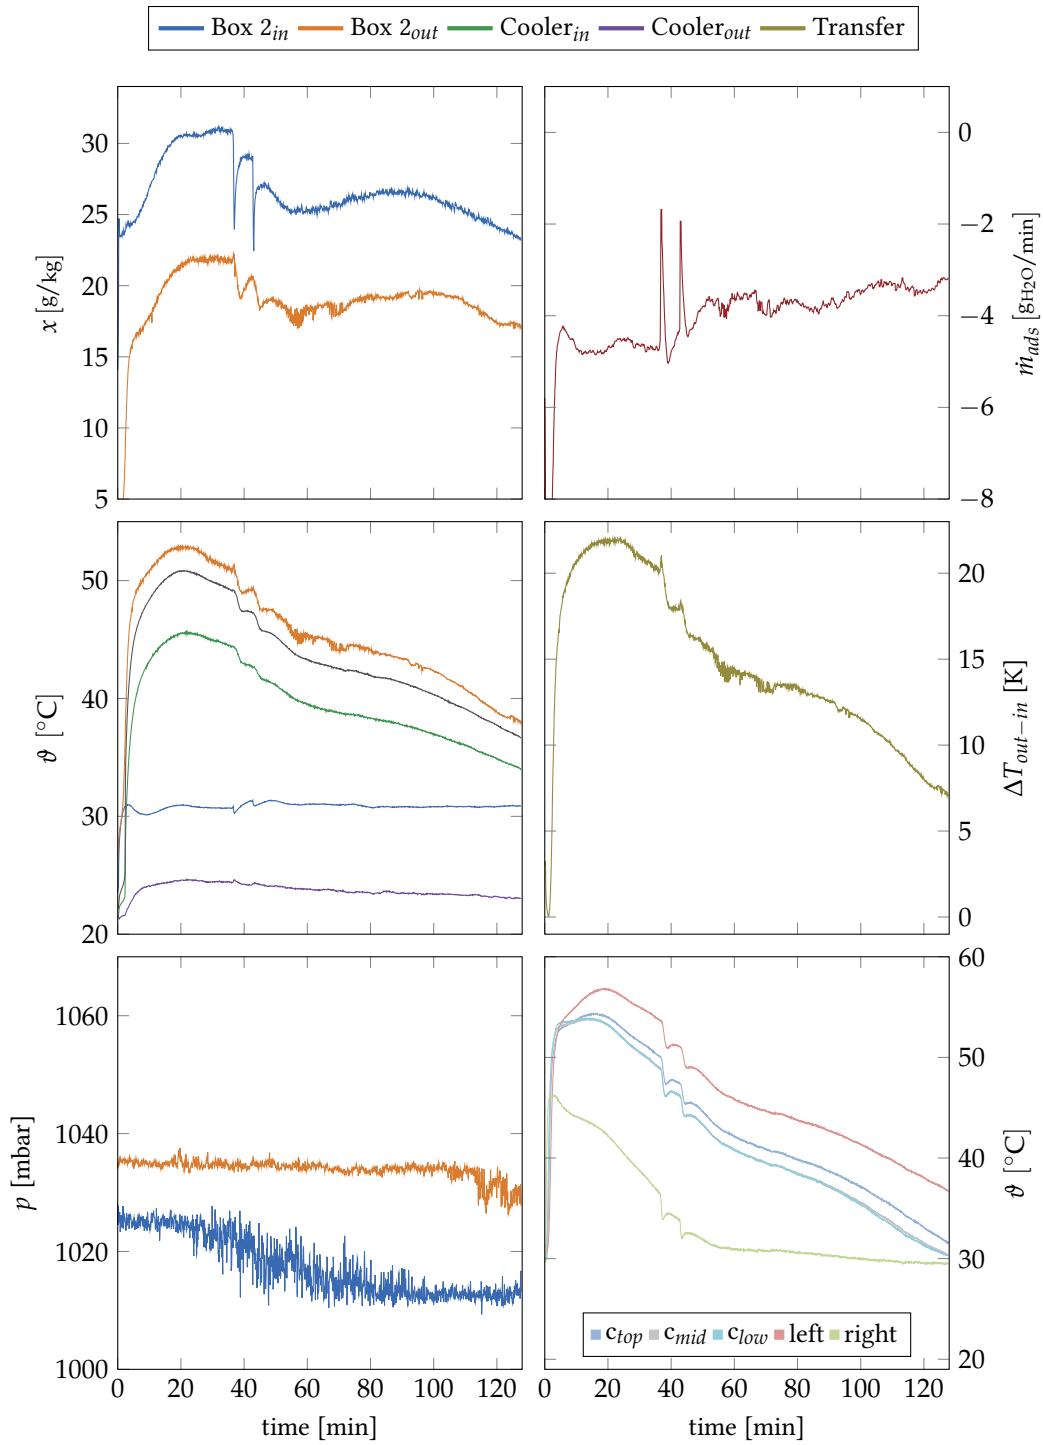 Box 2in Box 2out Coolerin Coolerout Transfer
30
25
20
15
10
5
x [g/kg]
0
−2
−4
−6
−8
ṁads [gH2O/min]
50
40
30
20
ϑ [°C]
20
15
10
5
0
ΔTout−in [K]
1060
1040
1020
1000
p [mbar]
0 20 40 60 80 100 120
time [min]
60
50
40
30
20
ϑ [°C]
ctop cmid clow left right
0 20 40 60 80 100 120
time [min]